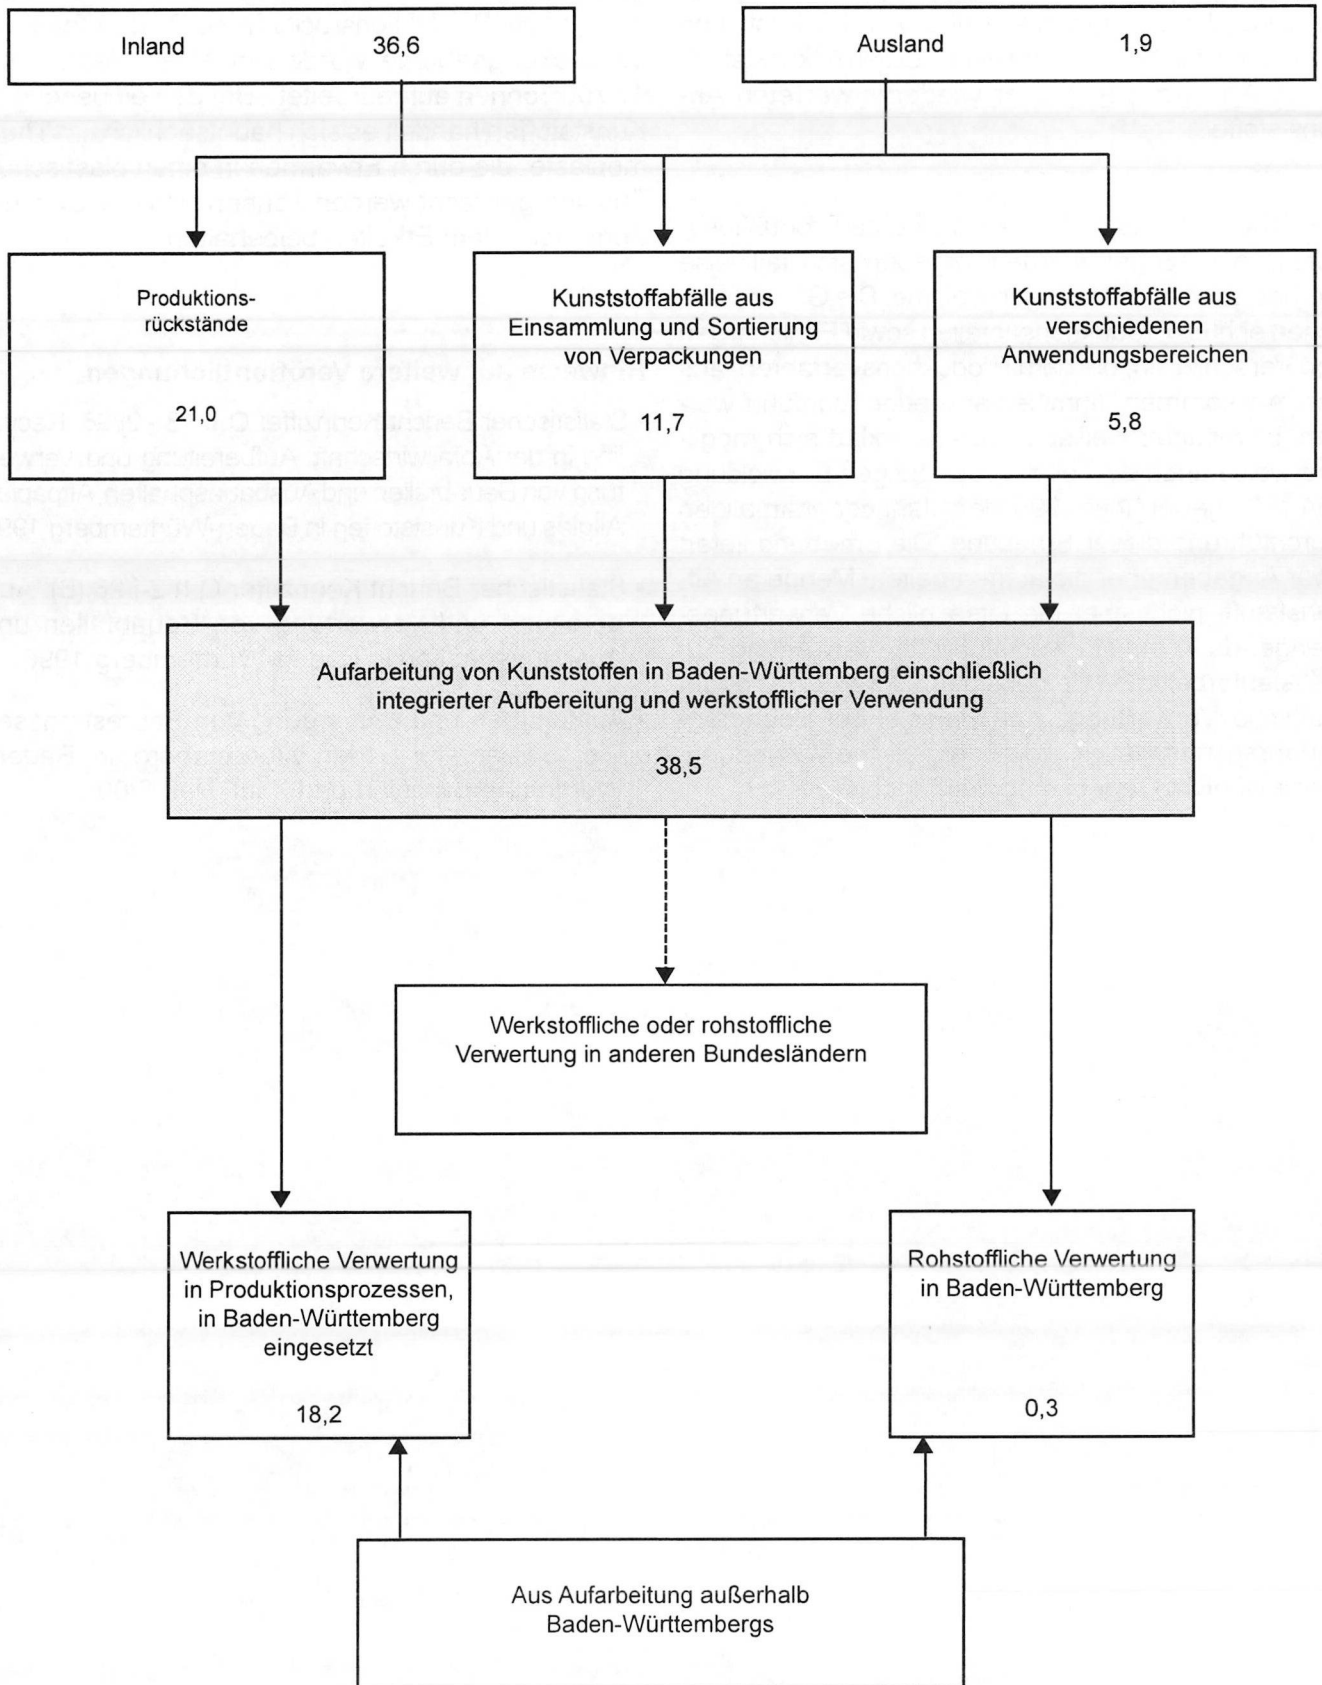 Inland 36,6
Ausland 1,9
Produktions-
rückstände
21,0
Kunststoffabfälle aus
Einsammlung und Sortierung
von Verpackungen
11,7
Kunststoffabfälle aus
verschiedenen
Anwendungsbereichen
5,8
Aufarbeitung von Kunststoffen in Baden-Württemberg einschließlich
integrierter Aufbereitung und werkstofflicher Verwendung
38,5
Werkstoffliche oder rohstoffliche
Verwertung in anderen Bundesländern
Werkstoffliche Verwertung
in Produktionsprozessen,
in Baden-Württemberg
eingesetzt
18,2
Rohstoffliche Verwertung
in Baden-Württemberg
0,3
Aus Aufarbeitung außerhalb
Baden-Württembergs